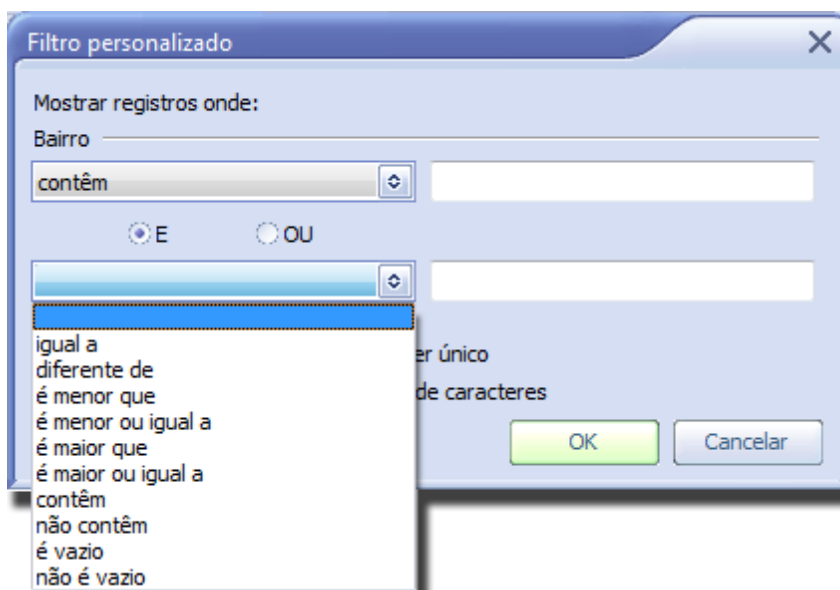 Filtro personalizado
Mostrar registros onde:
Bairro
contêm
E OU
igual a
diferente de
é menor que
é menor ou igual a
é maior que
é maior ou igual a
contêm
não contêm
é vazio
não é vazio
único
de caracteres
OK Cancelar